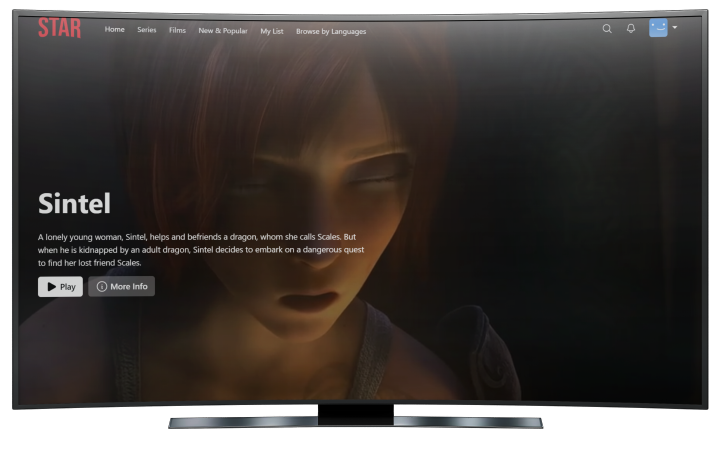 STAR
Home Series Films New & Popular My List Browse by Languages
Sintel
A lonely young woman, Sintel, helps and befriends a dragon, whom she calls Scales. But
when he is kidnapped by an adult dragon, Sintel decides to embark on a dangerous quest
to find her lost friend Scales.
Play More Info